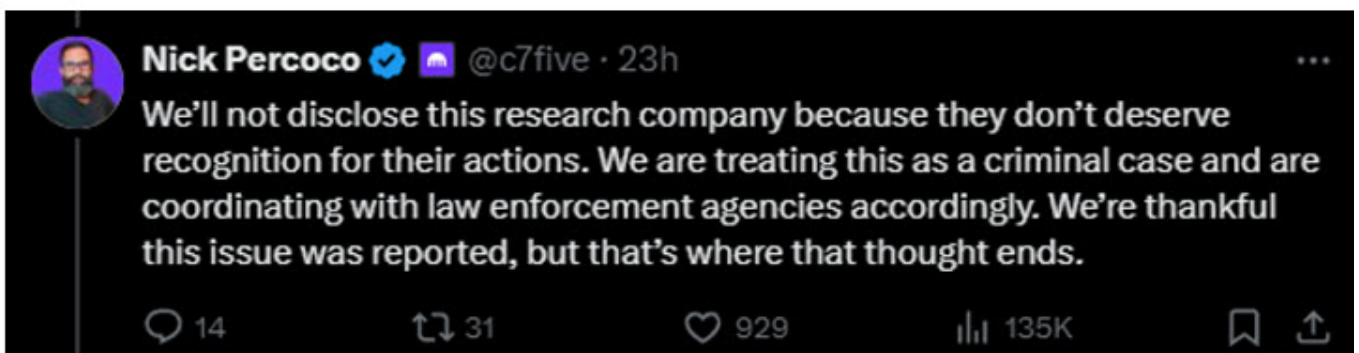 Nick Percoco @c7five · 23h
We’ll not disclose this research company because they don’t deserve
recognition for their actions. We are treating this as a criminal case and are
coordinating with law enforcement agencies accordingly. We’re thankful
this issue was reported, but that’s where that thought ends.
14 31 929 135K